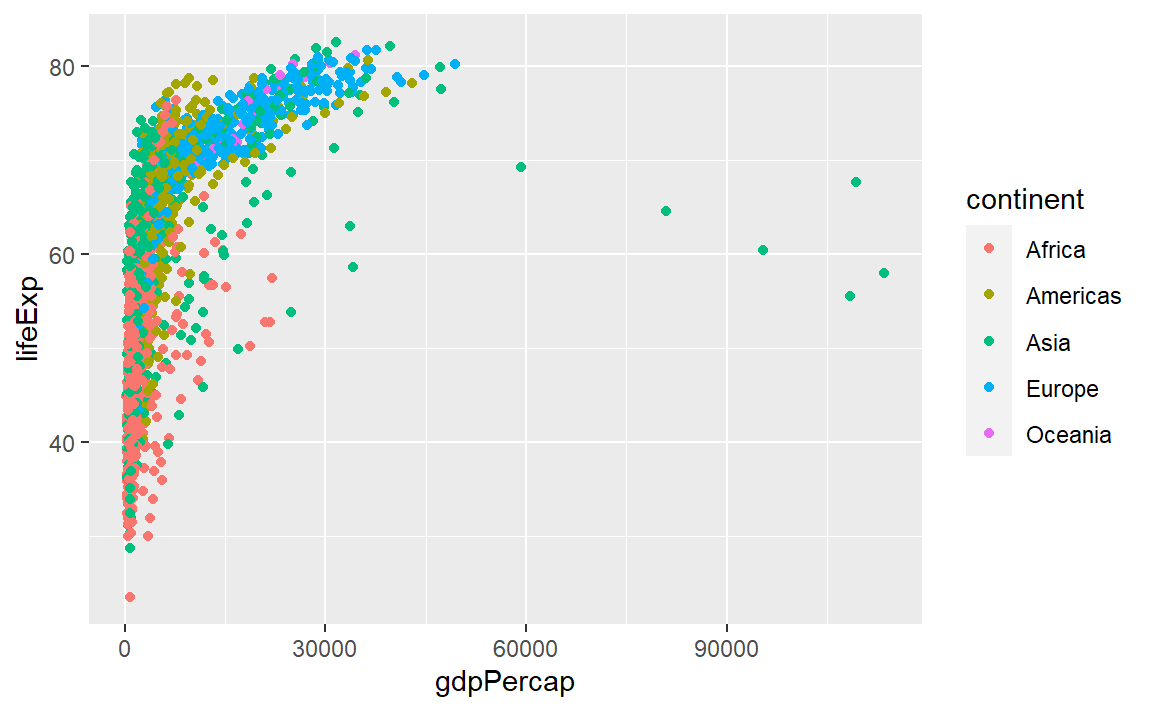 80
60
40
lifeExp
0 30000 60000 90000
gdpPercap
continent
Africa
Americas
Asia
Europe
Oceania